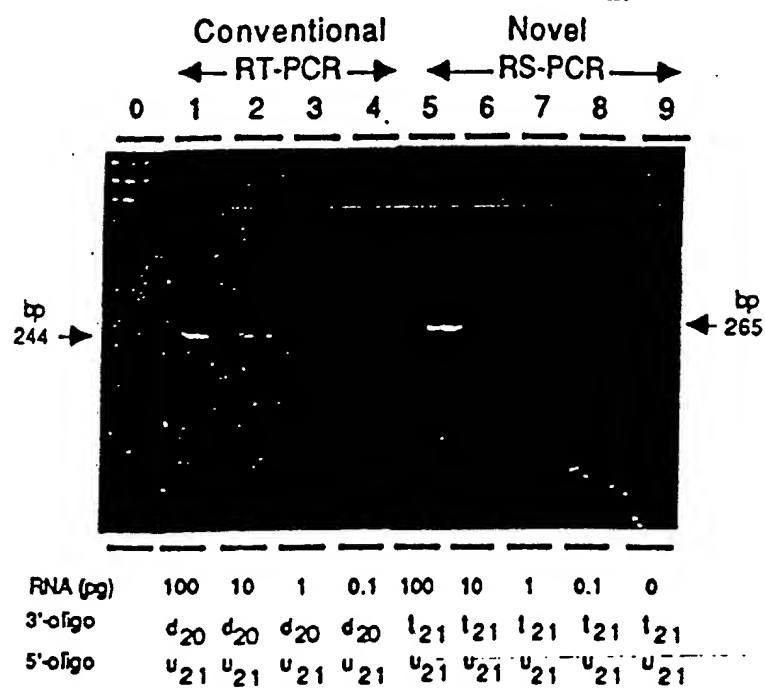 Conventional Novel
RT-PCR RS-PCR
0 1 2 3 4 5 6 7 8 9
bp
244
bp
265
RNA (pg) 100 10 1 0.1 100 10 1 0.1 0
3'-oligo d20 d20 d20 d20 t21 t21 t21 t21 t21
5'-oligo u21 u21 u21 u21 u21 u21 u21 u21 u21